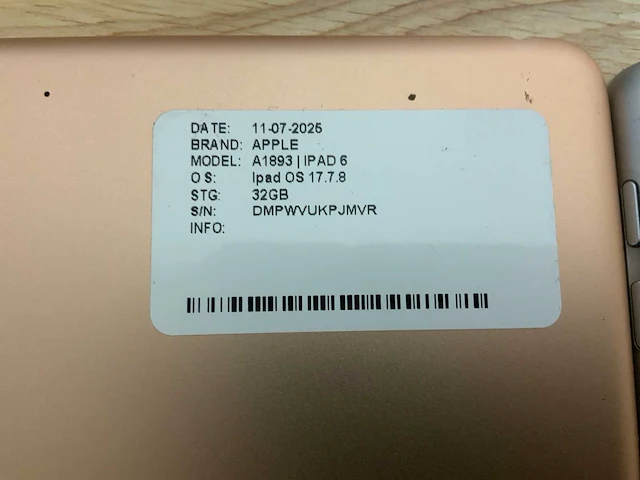 DATE: 11-07-2025
BRAND: APPLE
MODEL: A1893 | IPAD 6
O S: Ipad OS 17.7.8
STG: 32GB
S/N: DMPWVUKPJMVR
INFO: